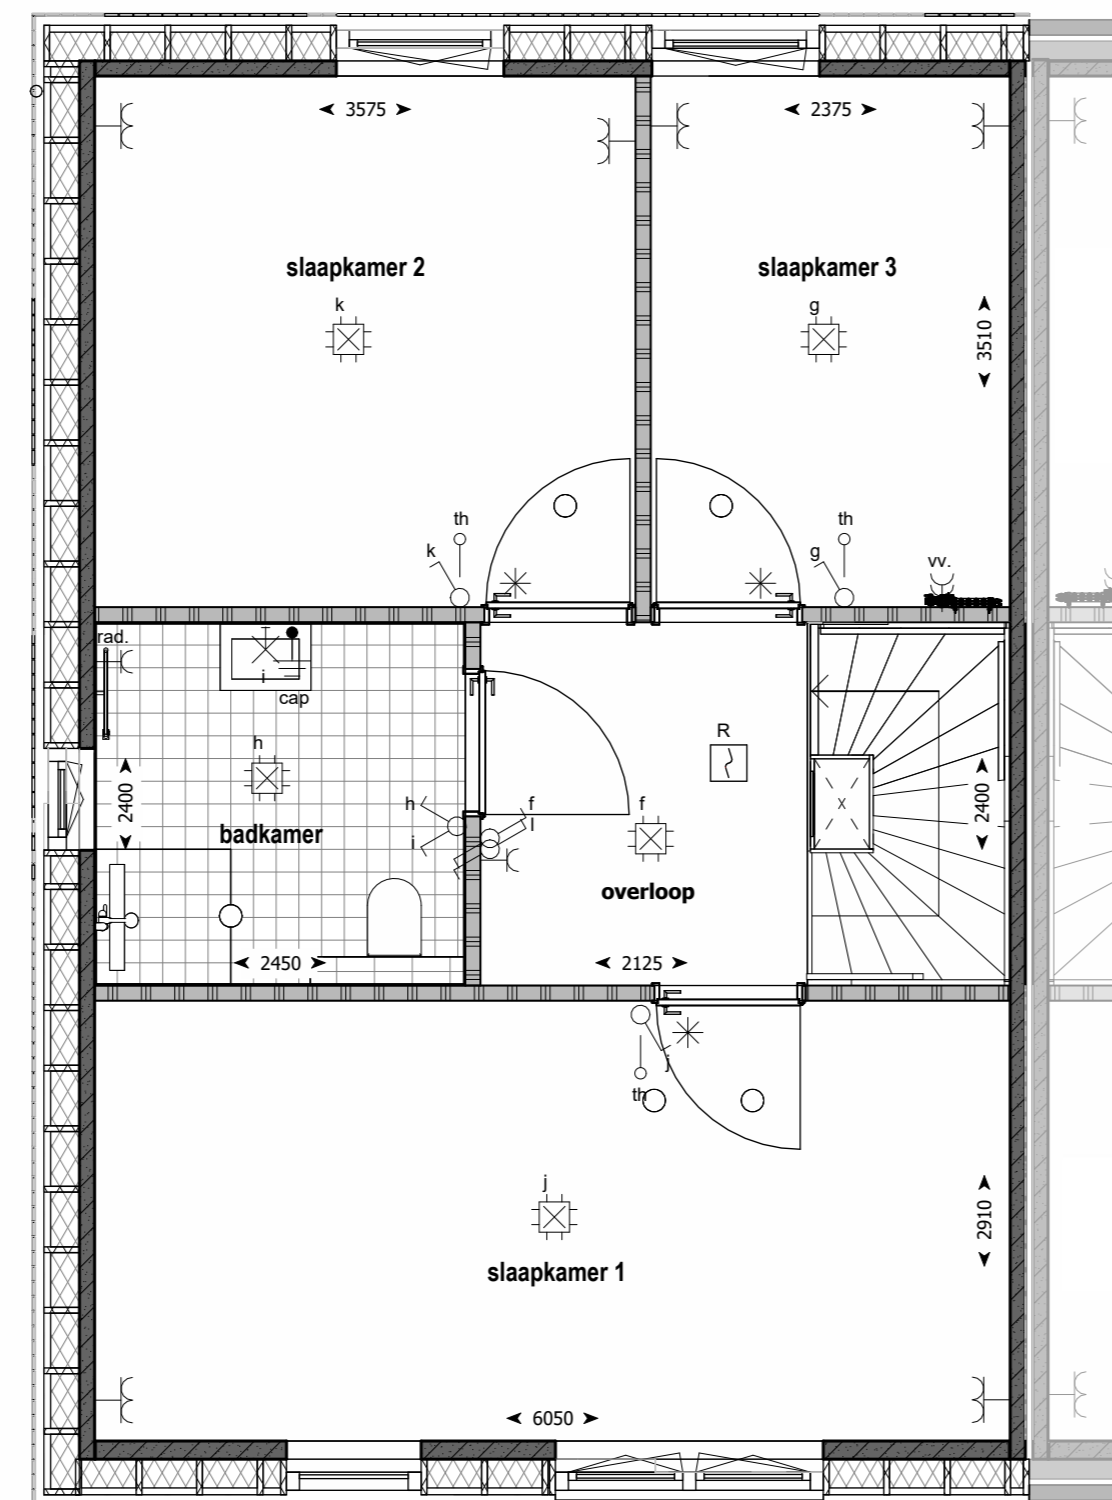 3575
2375
slaapkamer 2
slaapkamer 3
k
g
3510
th
th
k
g
vv.
rad.
i
cap
R
h
2400
2400
x
h
f
f
l
i
badkamer
overloop
2450
2125
j
th
j
2910
slaapkamer 1
6050